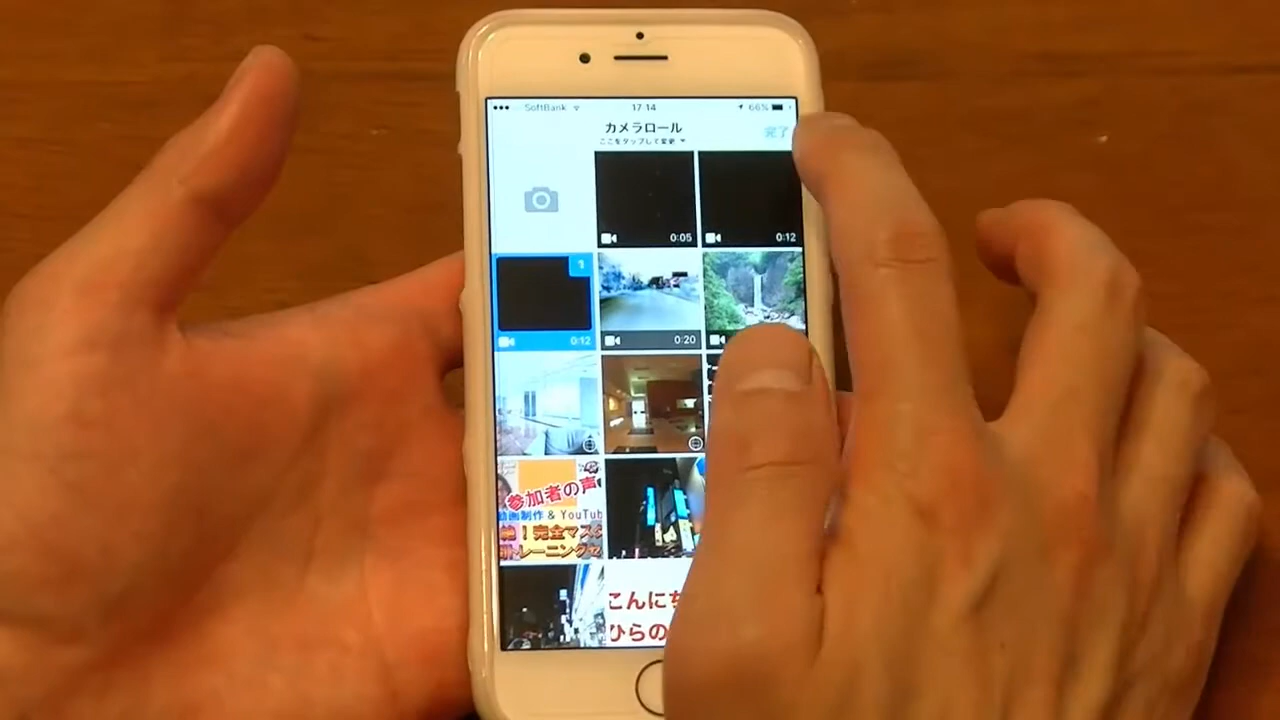 SoftBank 17:14 66%
カメラロール
完了
ここをタップして変更
0:05
0:12
1
0:12
0:20
参加者の声
動画制作 & YouTub
！完全マス
トレーニング
こんにち
ひらの